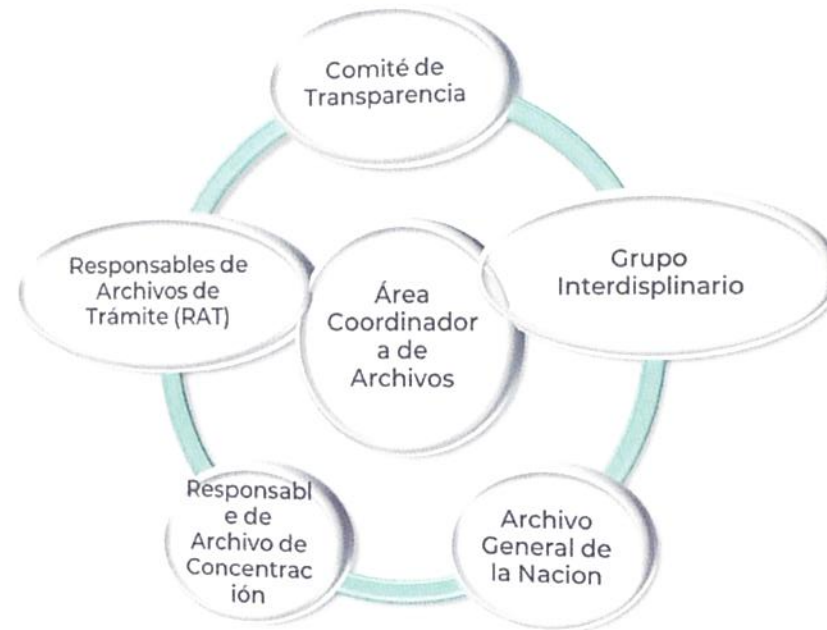 Comité de
Transparencia
Responsables de
Archivos de
Trámite (RAT)
Grupo
Interdisplinario
Área
Coordinador
a de
Archivos
Responsabl
e de
Archivo de
Concentrac
ión
Archivo
General de
la Nacion